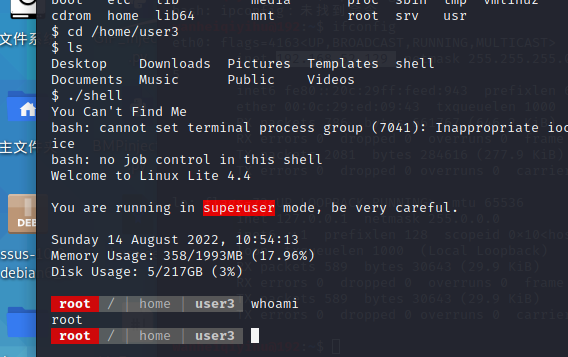 boot etc lib media proc sbin tmp vmlinuz
cdrom home lib64 mnt root srv usr
$ cd /home/user3
$ ls
Desktop Downloads Pictures Templates shell
Documents Music Public Videos
$ ./shell
You Can't Find Me
bash: cannot set terminal process group (7041): Inappropriate ioc
ice
bash: no job control in this shell
Welcome to Linux Lite 4.4
You are running in superuser mode, be very careful.
Sunday 14 August 2022, 10:54:13
Memory Usage: 358/1993MB (17.96%)
Disk Usage: 5/217GB (3%)
root / | home | user3 whoami
root
root / | home | user3
文件系
主文件
DEB
ssus-
debia